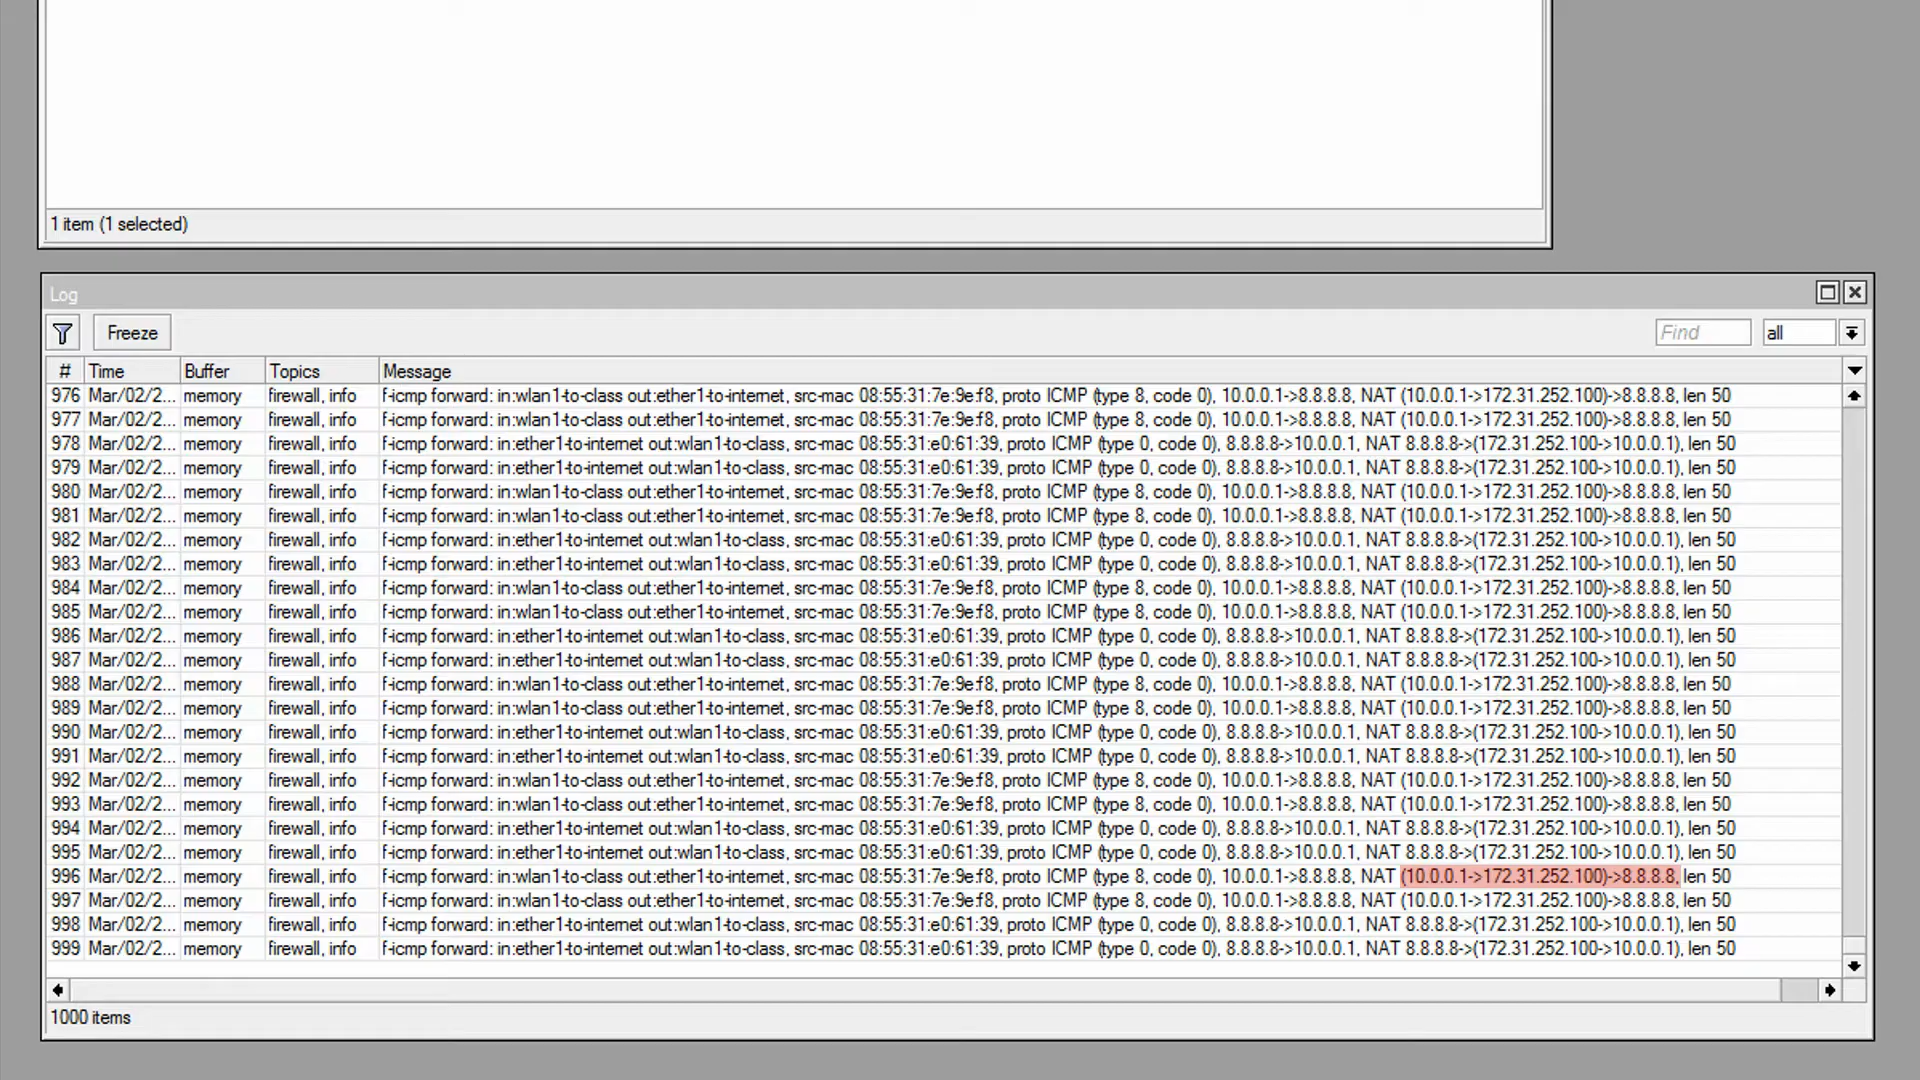 1 item (1 selected)
Log
Freeze Find all
# Time Buffer Topics Message
976 Mar/02/2... memory firewall, info f-icmp forward: in:wlan1-to-class out:ether1-to-internet, src-mac 08:55:31:7e:9e:f8, proto ICMP (type 8, code 0), 10.0.0.1->8.8.8.8, NAT (10.0.0.1->172.31.252.100)->8.8.8.8, len 50
977 Mar/02/2... memory firewall, info f-icmp forward: in:wlan1-to-class out:ether1-to-internet, src-mac 08:55:31:7e:9e:f8, proto ICMP (type 8, code 0), 10.0.0.1->8.8.8.8, NAT (10.0.0.1->172.31.252.100)->8.8.8.8, len 50
978 Mar/02/2... memory firewall, info f-icmp forward: in:ether1-to-internet out:wlan1-to-class, src-mac 08:55:31:e0:61:39, proto ICMP (type 0, code 0), 8.8.8.8->10.0.0.1, NAT 8.8.8.8->(172.31.252.100->10.0.0.1), len 50
979 Mar/02/2... memory firewall, info f-icmp forward: in:ether1-to-internet out:wlan1-to-class, src-mac 08:55:31:e0:61:39, proto ICMP (type 0, code 0), 8.8.8.8->10.0.0.1, NAT 8.8.8.8->(172.31.252.100->10.0.0.1), len 50
980 Mar/02/2... memory firewall, info f-icmp forward: in:wlan1-to-class out:ether1-to-internet, src-mac 08:55:31:7e:9e:f8, proto ICMP (type 8, code 0), 10.0.0.1->8.8.8.8, NAT (10.0.0.1->172.31.252.100)->8.8.8.8, len 50
981 Mar/02/2... memory firewall, info f-icmp forward: in:wlan1-to-class out:ether1-to-internet, src-mac 08:55:31:7e:9e:f8, proto ICMP (type 8, code 0), 10.0.0.1->8.8.8.8, NAT (10.0.0.1->172.31.252.100)->8.8.8.8, len 50
982 Mar/02/2... memory firewall, info f-icmp forward: in:ether1-to-internet out:wlan1-to-class, src-mac 08:55:31:e0:61:39, proto ICMP (type 0, code 0), 8.8.8.8->10.0.0.1, NAT 8.8.8.8->(172.31.252.100->10.0.0.1), len 50
983 Mar/02/2... memory firewall, info f-icmp forward: in:ether1-to-internet out:wlan1-to-class, src-mac 08:55:31:e0:61:39, proto ICMP (type 0, code 0), 8.8.8.8->10.0.0.1, NAT 8.8.8.8->(172.31.252.100->10.0.0.1), len 50
984 Mar/02/2... memory firewall, info f-icmp forward: in:wlan1-to-class out:ether1-to-internet, src-mac 08:55:31:7e:9e:f8, proto ICMP (type 8, code 0), 10.0.0.1->8.8.8.8, NAT (10.0.0.1->172.31.252.100)->8.8.8.8, len 50
985 Mar/02/2... memory firewall, info f-icmp forward: in:wlan1-to-class out:ether1-to-internet, src-mac 08:55:31:7e:9e:f8, proto ICMP (type 8, code 0), 10.0.0.1->8.8.8.8, NAT (10.0.0.1->172.31.252.100)->8.8.8.8, len 50
986 Mar/02/2... memory firewall, info f-icmp forward: in:ether1-to-internet out:wlan1-to-class, src-mac 08:55:31:e0:61:39, proto ICMP (type 0, code 0), 8.8.8.8->10.0.0.1, NAT 8.8.8.8->(172.31.252.100->10.0.0.1), len 50
987 Mar/02/2... memory firewall, info f-icmp forward: in:ether1-to-internet out:wlan1-to-class, src-mac 08:55:31:e0:61:39, proto ICMP (type 0, code 0), 8.8.8.8->10.0.0.1, NAT 8.8.8.8->(172.31.252.100->10.0.0.1), len 50
988 Mar/02/2... memory firewall, info f-icmp forward: in:wlan1-to-class out:ether1-to-internet, src-mac 08:55:31:7e:9e:f8, proto ICMP (type 8, code 0), 10.0.0.1->8.8.8.8, NAT (10.0.0.1->172.31.252.100)->8.8.8.8, len 50
989 Mar/02/2... memory firewall, info f-icmp forward: in:wlan1-to-class out:ether1-to-internet, src-mac 08:55:31:7e:9e:f8, proto ICMP (type 8, code 0), 10.0.0.1->8.8.8.8, NAT (10.0.0.1->172.31.252.100)->8.8.8.8, len 50
990 Mar/02/2... memory firewall, info f-icmp forward: in:ether1-to-internet out:wlan1-to-class, src-mac 08:55:31:e0:61:39, proto ICMP (type 0, code 0), 8.8.8.8->10.0.0.1, NAT 8.8.8.8->(172.31.252.100->10.0.0.1), len 50
991 Mar/02/2... memory firewall, info f-icmp forward: in:ether1-to-internet out:wlan1-to-class, src-mac 08:55:31:e0:61:39, proto ICMP (type 0, code 0), 8.8.8.8->10.0.0.1, NAT 8.8.8.8->(172.31.252.100->10.0.0.1), len 50
992 Mar/02/2... memory firewall, info f-icmp forward: in:wlan1-to-class out:ether1-to-internet, src-mac 08:55:31:7e:9e:f8, proto ICMP (type 8, code 0), 10.0.0.1->8.8.8.8, NAT (10.0.0.1->172.31.252.100)->8.8.8.8, len 50
993 Mar/02/2... memory firewall, info f-icmp forward: in:wlan1-to-class out:ether1-to-internet, src-mac 08:55:31:7e:9e:f8, proto ICMP (type 8, code 0), 10.0.0.1->8.8.8.8, NAT (10.0.0.1->172.31.252.100)->8.8.8.8, len 50
994 Mar/02/2... memory firewall, info f-icmp forward: in:ether1-to-internet out:wlan1-to-class, src-mac 08:55:31:e0:61:39, proto ICMP (type 0, code 0), 8.8.8.8->10.0.0.1, NAT 8.8.8.8->(172.31.252.100->10.0.0.1), len 50
995 Mar/02/2... memory firewall, info f-icmp forward: in:ether1-to-internet out:wlan1-to-class, src-mac 08:55:31:e0:61:39, proto ICMP (type 0, code 0), 8.8.8.8->10.0.0.1, NAT 8.8.8.8->(172.31.252.100->10.0.0.1), len 50
996 Mar/02/2... memory firewall, info f-icmp forward: in:wlan1-to-class out:ether1-to-internet, src-mac 08:55:31:7e:9e:f8, proto ICMP (type 8, code 0), 10.0.0.1->8.8.8.8, NAT (10.0.0.1->172.31.252.100)->8.8.8.8, len 50
997 Mar/02/2... memory firewall, info f-icmp forward: in:wlan1-to-class out:ether1-to-internet, src-mac 08:55:31:7e:9e:f8, proto ICMP (type 8, code 0), 10.0.0.1->8.8.8.8, NAT (10.0.0.1->172.31.252.100)->8.8.8.8, len 50
998 Mar/02/2... memory firewall, info f-icmp forward: in:ether1-to-internet out:wlan1-to-class, src-mac 08:55:31:e0:61:39, proto ICMP (type 0, code 0), 8.8.8.8->10.0.0.1, NAT 8.8.8.8->(172.31.252.100->10.0.0.1), len 50
999 Mar/02/2... memory firewall, info f-icmp forward: in:ether1-to-internet out:wlan1-to-class, src-mac 08:55:31:e0:61:39, proto ICMP (type 0, code 0), 8.8.8.8->10.0.0.1, NAT 8.8.8.8->(172.31.252.100->10.0.0.1), len 50
1000 items